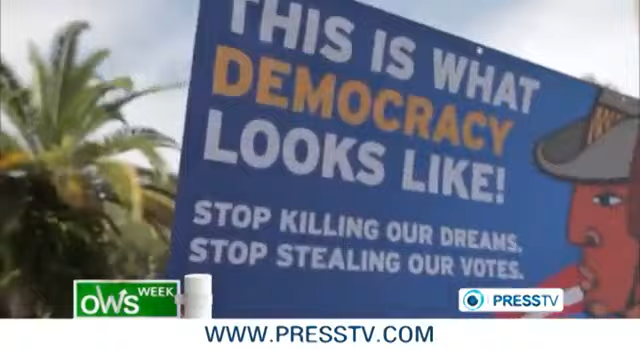 THIS IS WHAT
DEMOCRACY
LOOKS LIKE!
STOP KILLING OUR DREAMS.
STOP STEALING OUR VOTES.
OWS WEEK
PRESSTV
WWW.PRESSTV.COM